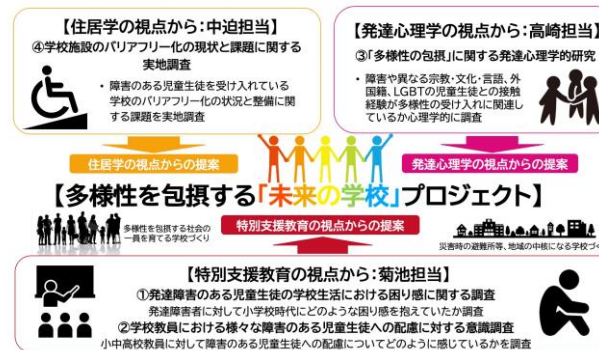 【住居学の視点から：中迫担当】
④学校施設のバリアフリー化の現状と課題に関する
実地調査
・ 障害のある児童生徒を受け入れている
学校のバリアフリー化の状況と整備に関
する課題を実地調査
【発達心理学の視点から：高崎担当】
③「多様性の包摂」に関する発達心理学的研究
・ 障害や異なる宗教・文化・言語、外
国籍、LGBTの児童生徒との接触
経験が多様性の受け入れに関連し
ているか心理学的に調査
住居学の視点からの提案
発達心理学の視点からの提案
【多様性を包摂する「未来の学校」プロジェクト】
多様性を包摂する社会の
一員を育てる学校づくり
特別支援教育の視点からの提案
災害時の避難所等、地域の中核になる学校づく
【特別支援教育の視点から：菊池担当】
①発達障害のある児童生徒の学校生活における困り感に関する調査
発達障害者に対して小学校時代にどのような困り感を抱えていたか調査
②学校教員における様々な障害のある児童生徒への配慮に対する意識調査
小中高校教員に対して障害のある児童生徒への配慮についてどのように感じているかを調査